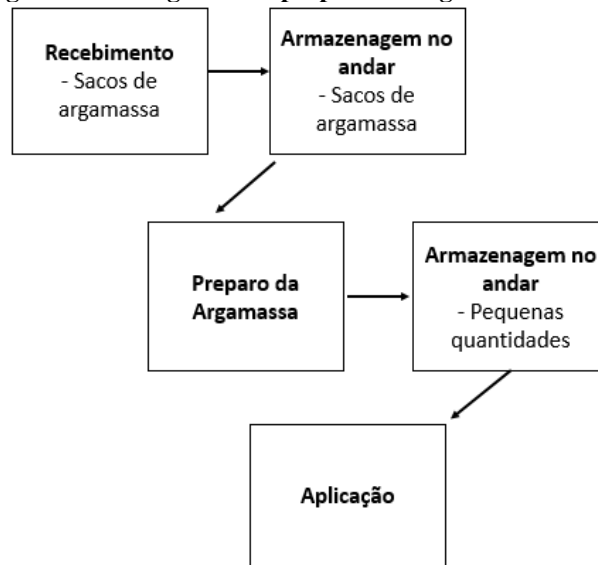 Recebimento
- Sacos de
argamassa
Armazenagem no
andar
- Sacos de
argamassa
Preparo da
Argamassa
Armazenagem no
andar
- Pequenas
quantidades
Aplicação